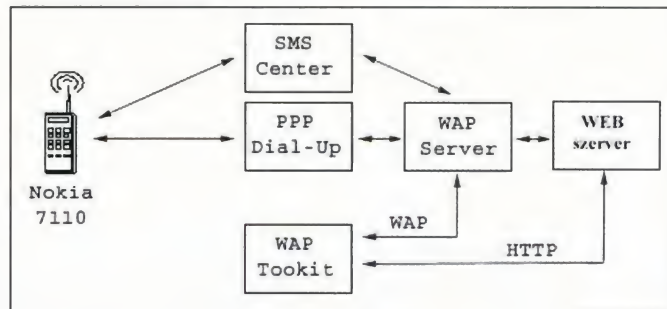 SMS
Center
PPP
Dial-Up
WAP
Server
WEB
szerver
Nokia
7110
WAP
HTTP
WAP
Tookit